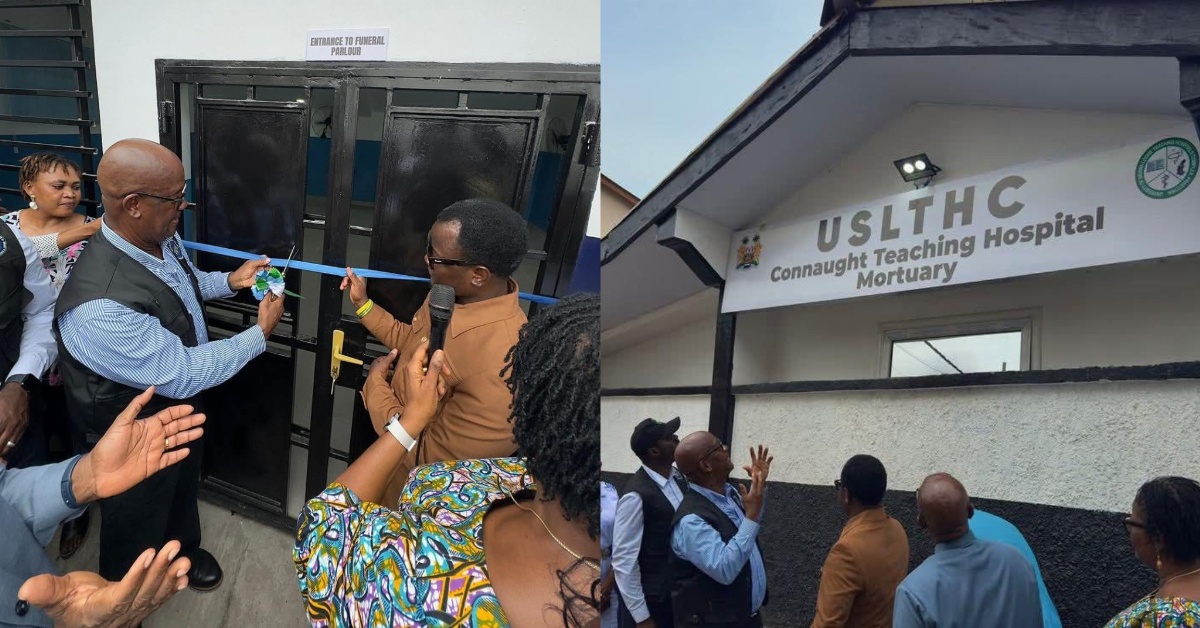 ENTRANCE TO FUNERAL
PARLOUR
USLTHC
Connaught Teaching Hospital
Mortuary